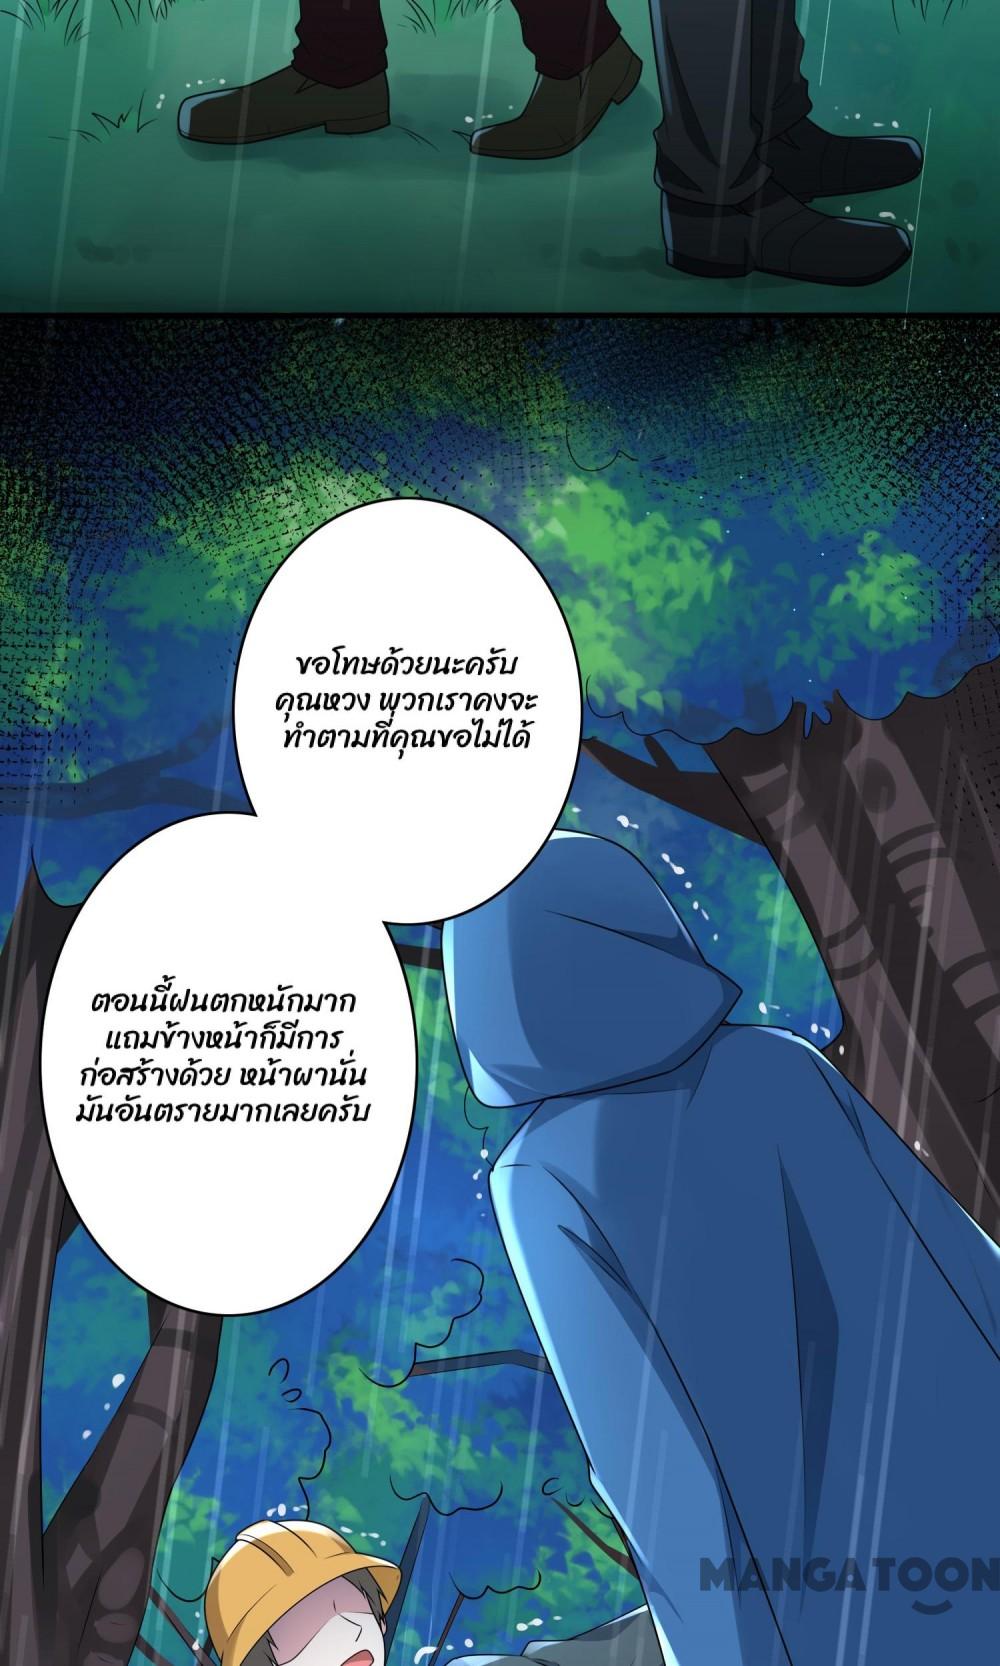 ขอโทษด้วยนะครับ
คุณหวง พวกเราคงจะ
ทำตามที่คุณขอไม่ได้
ตอนนี้ฝนตกหนักมาก
แถมข้างหน้าก็มีการ
ก่อสร้างด้วย หน้าผานั่น
มันอันตรายมากเลยครับ
MANGATOON